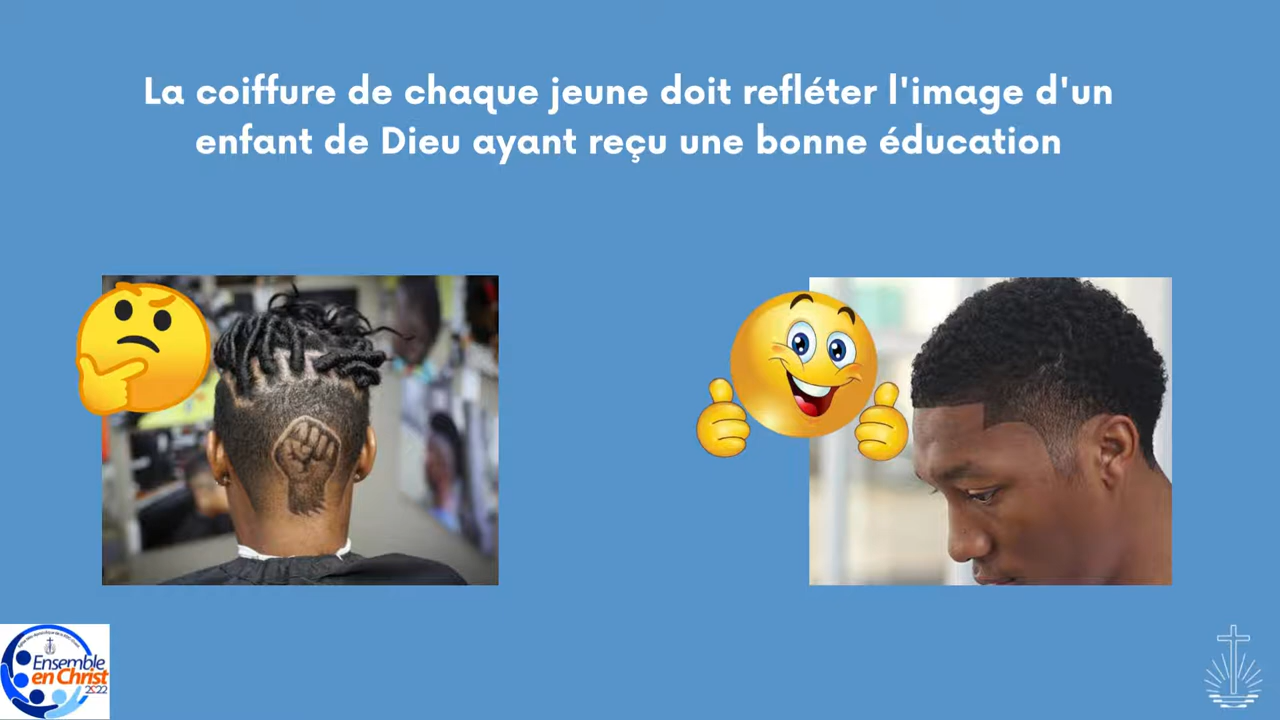 La coiffure de chaque jeune doit refléter l'image d'un
enfant de Dieu ayant reçu une bonne éducation
Ensemble
en Christ
2022